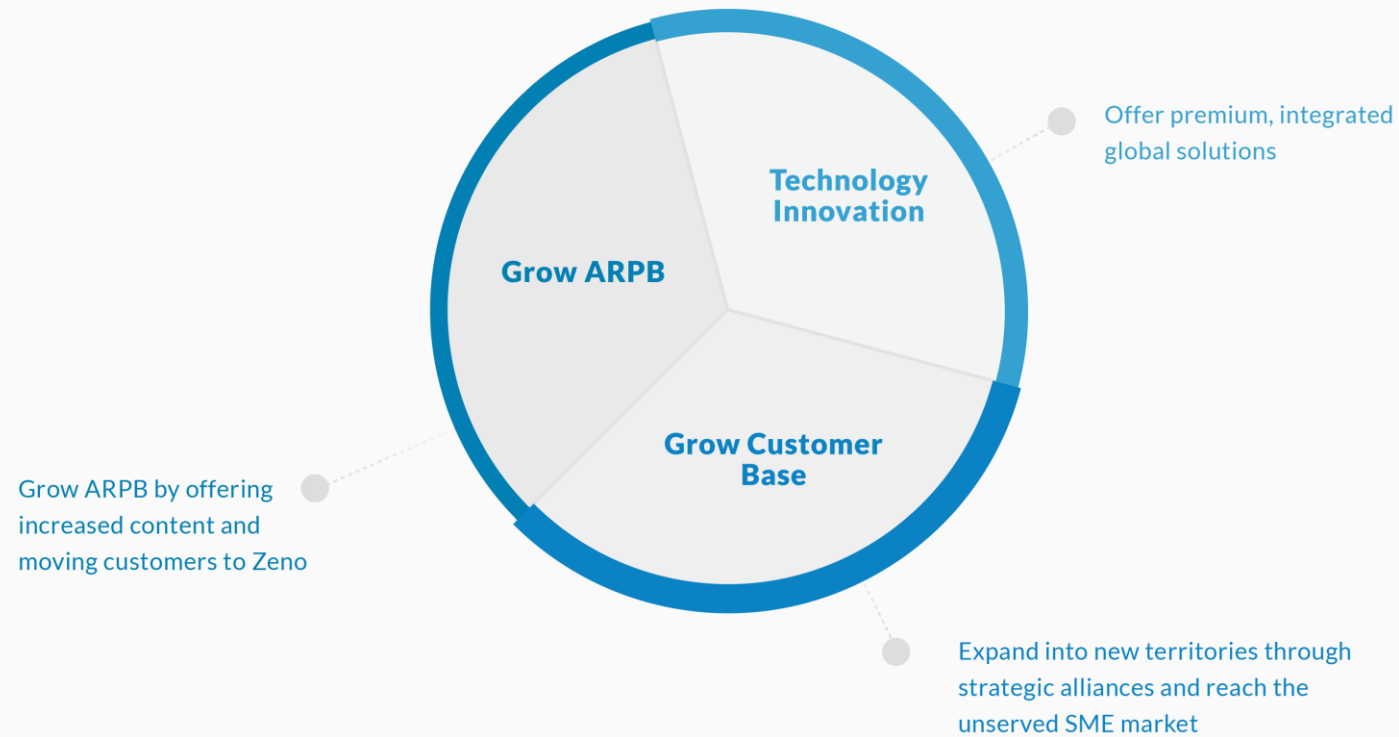 Offer premium, integrated
global solutions
Technology
Innovation
Grow ARPB
Grow Customer
Base
Grow ARPB by offering
increased content and
moving customers to Zeno
Expand into new territories through
strategic alliances and reach the
unserved SME market